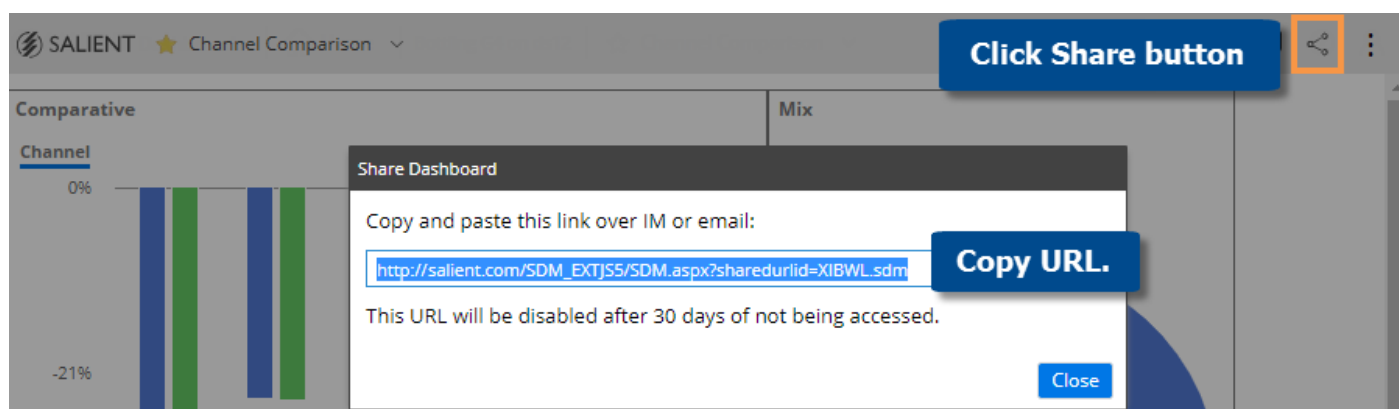 SALIENT Channel Comparison
Click Share button
Comparative
Mix
Channel
0%
Share Dashboard
Copy and paste this link over IM or email:
http://salient.com/SDM_EXTJS5/SDM.aspx?sharedurlid=XIBWL.sdm
Copy URL.
This URL will be disabled after 30 days of not being accessed.
-21%
Close